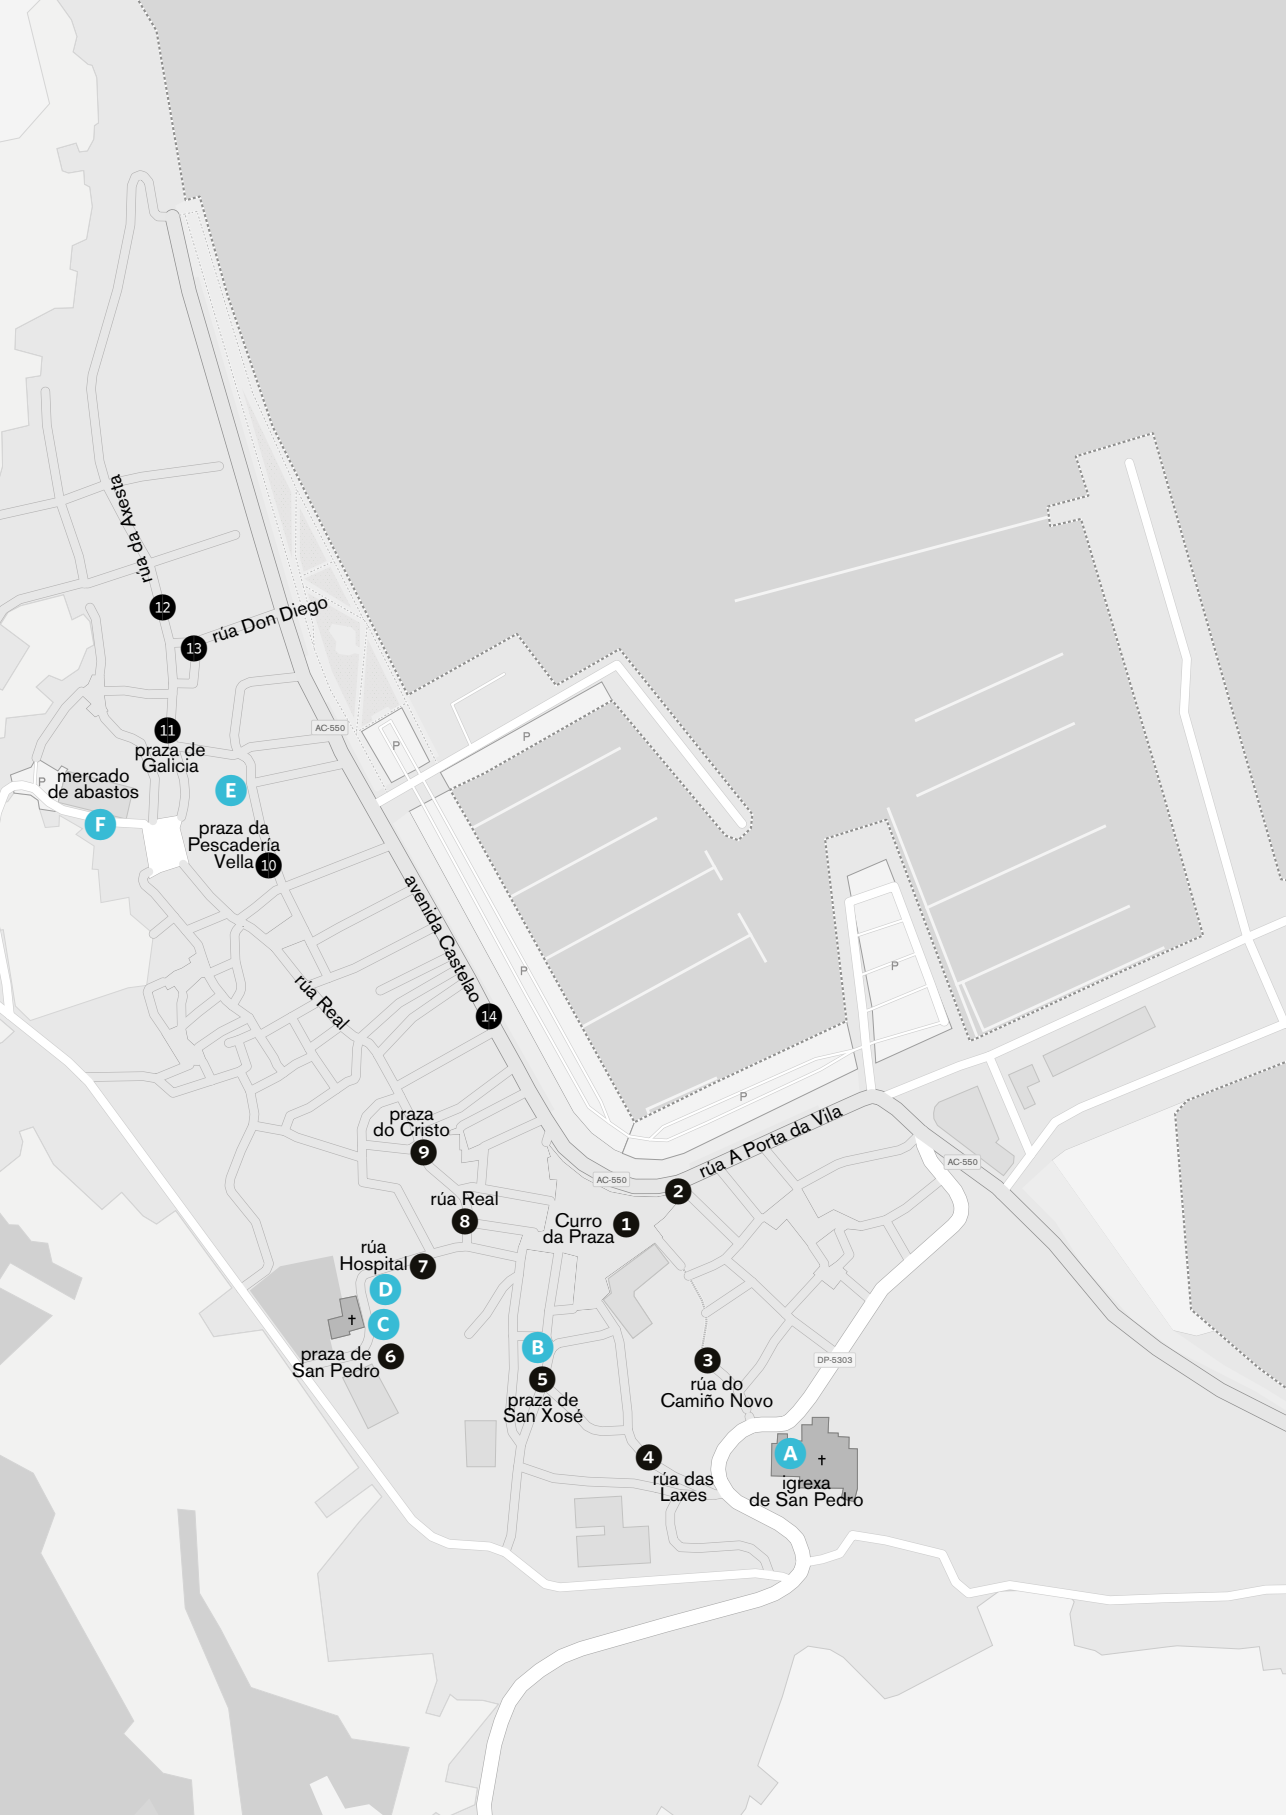 rúa da Axesta
12
13
rúa Don Diego
AC-550
P
P
11
praza de
Galicia
P
mercado
de abastos
E
F
praza da
Pescadería
Vella
10
avenida Castelao
P
P
rúa Real
14
P
praza
do Cristo
9
rúa A Porta da Vila
AC-550
AC-550
2
rúa Real
8
Curro
da Praza
1
rúa
Hospital
7
D
C
praza de
San Pedro
6
B
5
praza de
San Xosé
3
rúa do
Camiño Novo
DP-5303
4
rúa das
Laxes
A
igrexa
de San Pedro